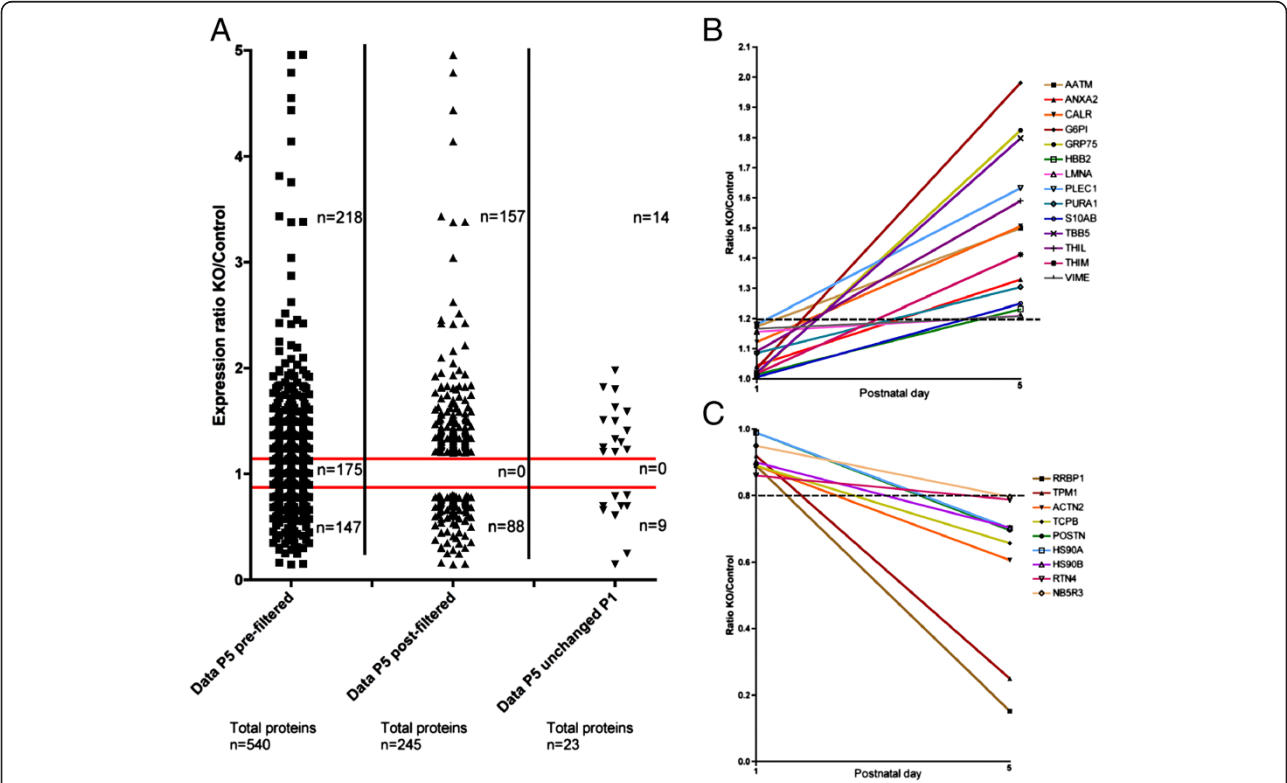 A
Expression ratio KO/Control
5
4
3
2
1
0
n=218
n=175
n=147
n=157
n=0
n=88
n=14
n=0
n=9
Data P5 pre-filtered
Data P5 post-filtered
Data P5 unchanged P1
Total proteins
n=540
Total proteins
n=245
Total proteins
n=23
B
Ratio KO/Control
2.1
2.0
1.9
1.8
1.7
1.6
1.5
1.4
1.3
1.2
1.1
1.0
1
5
Postnatal day
AATM
ANXA2
CALR
G6PI
GRP75
HBB2
LMNA
PLEC1
PURA1
S10AB
TBB5
THIL
THIM
VIME
C
Ratio KO/Control
1.0
0.8
0.6
0.4
0.2
0.0
1
5
Postnatal day
RRBP1
TPM1
ACTN2
TCPB
POSTN
HS90A
HS90B
RTN4
NB5R3